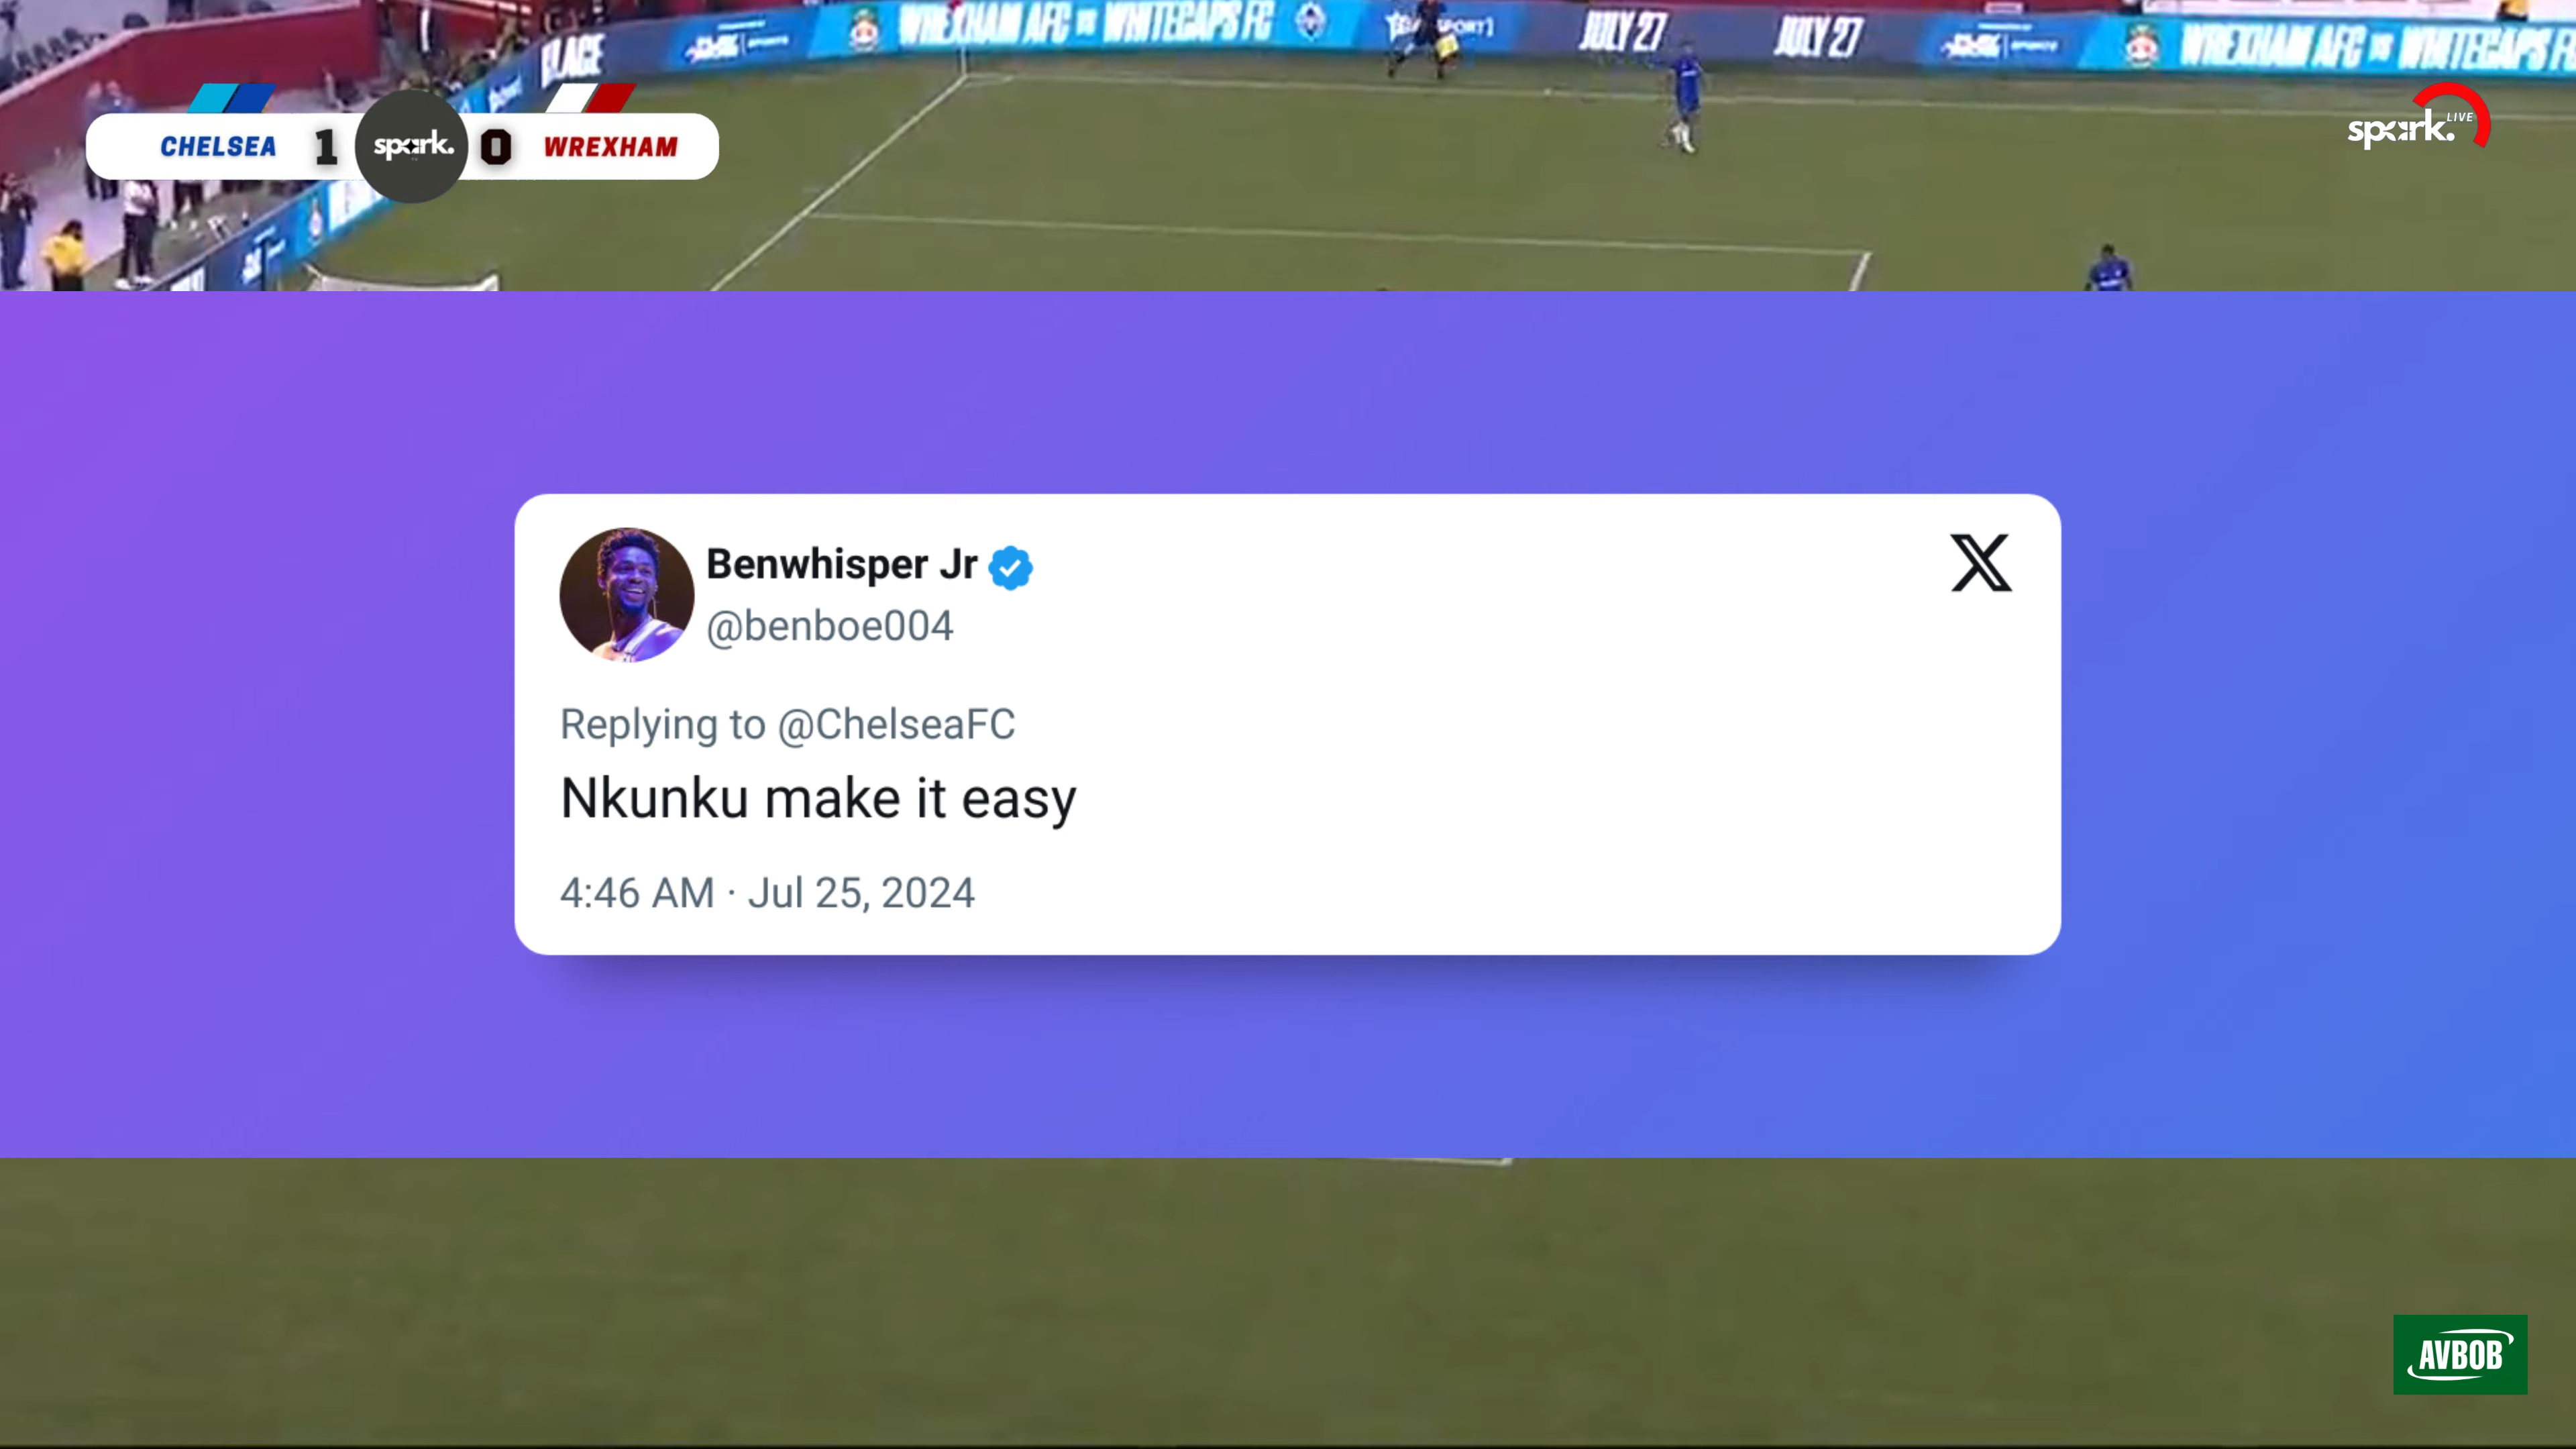 WREXHAM AFC vs WHITECAPS FC
JULY 27
JULY 27
WREXHAM AFC vs WHITECAPS F
CHELSEA 1 spark. 0 WREXHAM
spark. LIVE
Benwhisper Jr
@benboe004
Replying to @ChelseaFC
Nkunku make it easy
4:46 AM · Jul 25, 2024
AVBOB